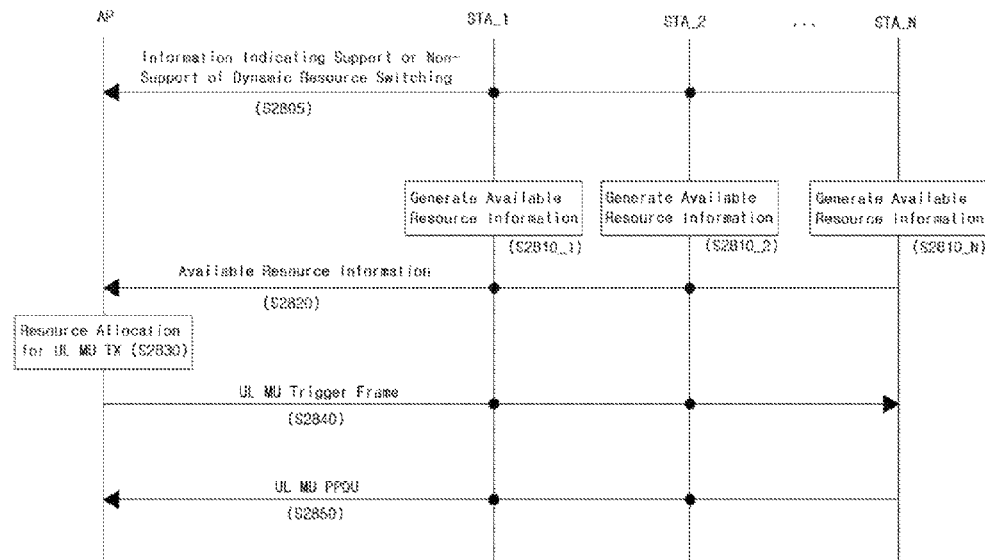 AP STA_1 STA_2 ... STA_N
Information Indicating Support or Non-
Support of Dynamic Resource Switching
(S2805)
Generate Available
Resource Information
(S2810_1)
Generate Available
Resource Information
(S2810_2)
Generate Available
Resource Information
(S2810_N)
Available Resource Information
(S2820)
Resource Allocation
for UL MU TX (S2830)
UL MU Trigger Frame
(S2840)
UL MU PPDU
(S2850)